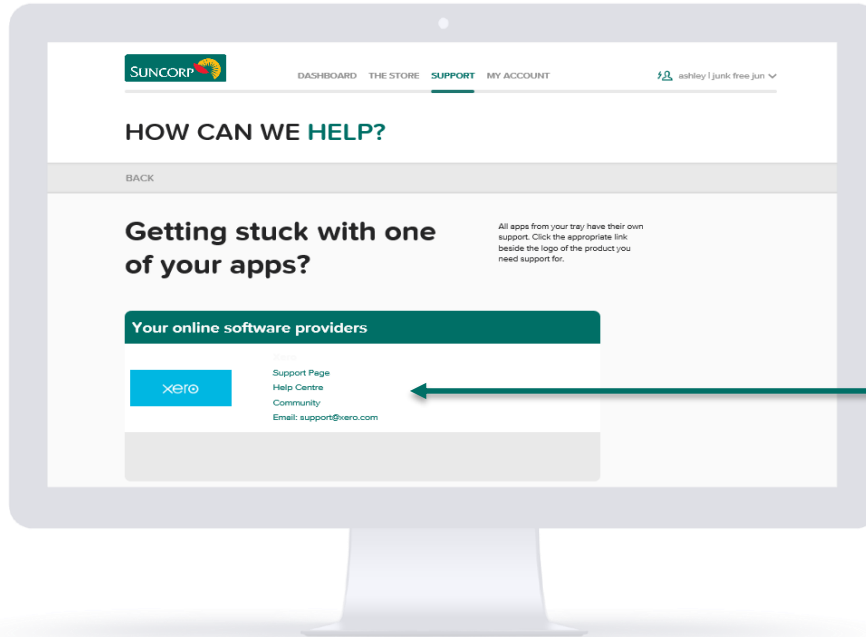 SUNCORP
DASHBOARD THE STORE SUPPORT MY ACCOUNT
ashley | junk free jun
HOW CAN WE HELP?
BACK
Getting stuck with one
of your apps?
All apps from your tray have their own
support. Click the appropriate link
beside the logo of the product you
need support for.
Your online software providers
xero
Support Page
Help Centre
Community
Email: support@xero.com